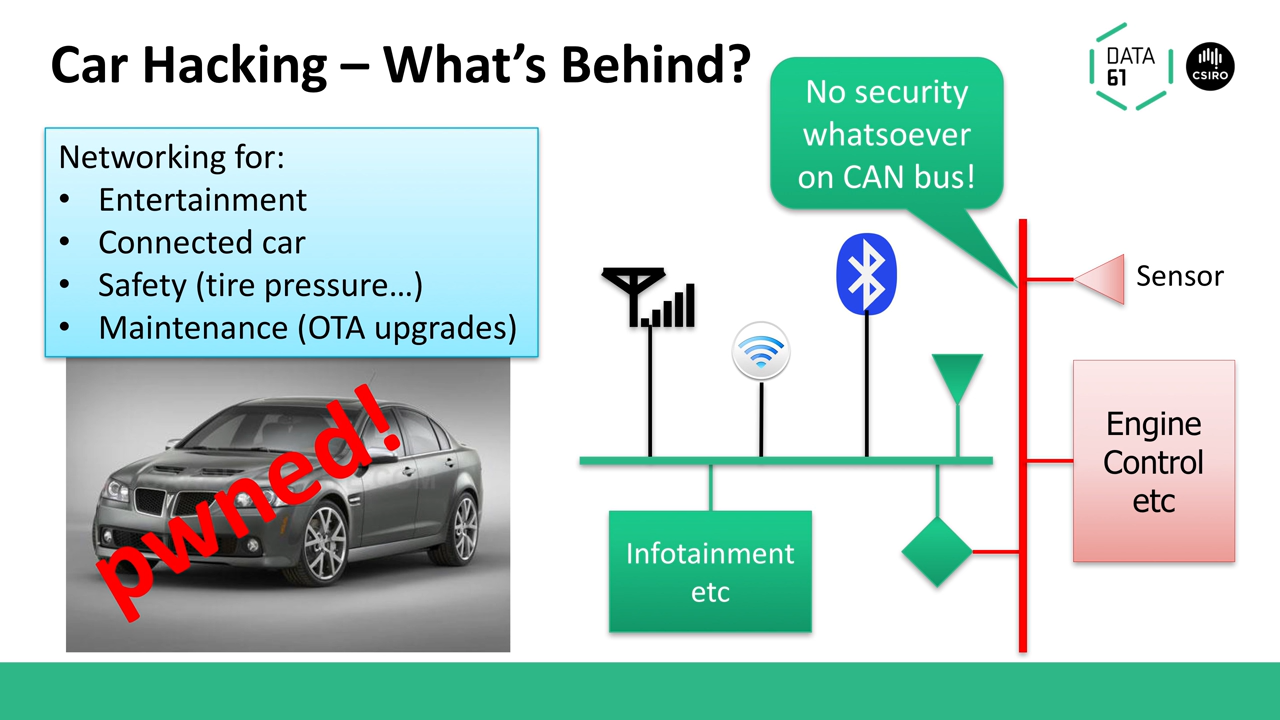 Car Hacking – What's Behind?
DATA
61
CSIRO
No security
whatsoever
on CAN bus!
Networking for:
• Entertainment
• Connected car
• Safety (tire pressure…)
• Maintenance (OTA upgrades)
pwned!
Sensor
Engine
Control
etc
Infotainment
etc